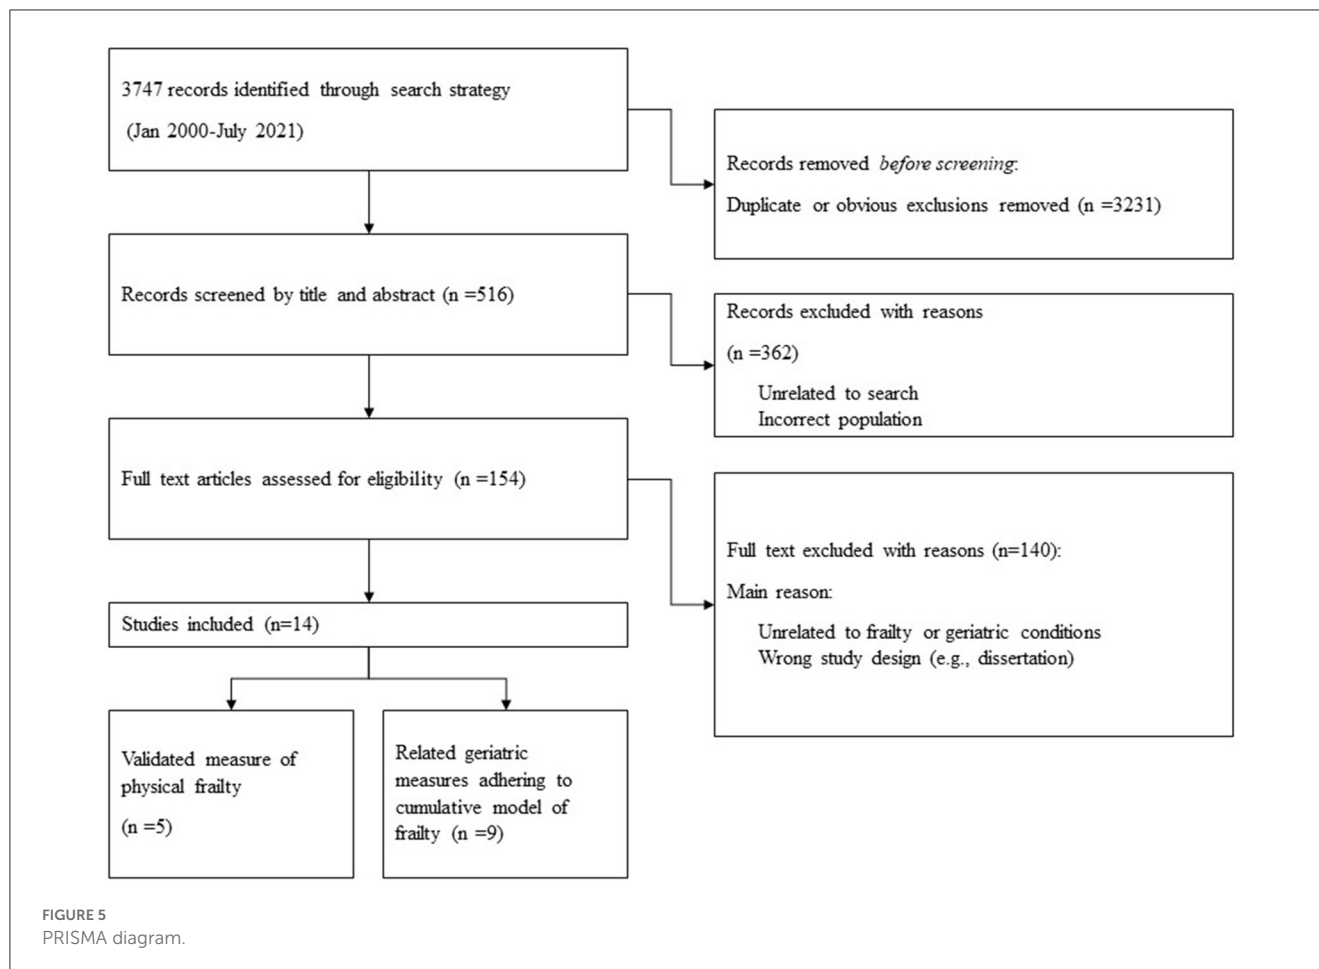 3747 records identified through search strategy
(Jan 2000-July 2021)
Records removed before screening:
Duplicate or obvious exclusions removed (n =3231)
Records screened by title and abstract (n =516)
Records excluded with reasons
(n =362)
Unrelated to search
Incorrect population
Full text articles assessed for eligibility (n =154)
Full text excluded with reasons (n=140):
Main reason:
Unrelated to frailty or geriatric conditions
Wrong study design (e.g., dissertation)
Studies included (n=14)
Validated measure of
physical frailty
(n =5)
Related geriatric
measures adhering to
cumulative model of
frailty (n =9)
FIGURE 5
PRISMA diagram.